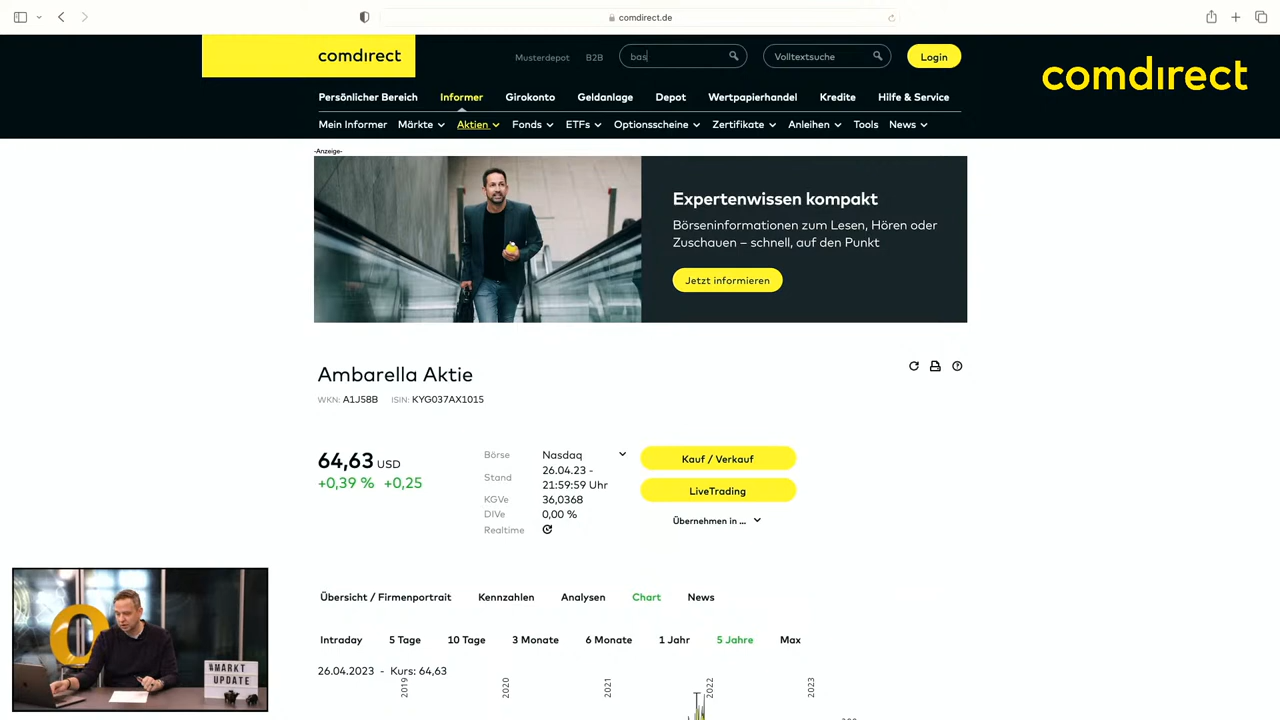 comdirect.de
comdirect
Musterdepot B2B bas Volltextsuche Login
comdirect
Persönlicher Bereich Informer Girokonto Geldanlage Depot Wertpapierhandel Kredite Hilfe & Service
Mein Informer Märkte Aktien Fonds ETFs Optionsscheine Zertifikate Anleihen Tools News
-Anzeige-
Expertenwissen kompakt
Börseninformationen zum Lesen, Hören oder
Zuschauen – schnell, auf den Punkt
Jetzt informieren
Ambarella Aktie
WKN: A1J58B ISIN: KYG037AX1015
64,63 USD
+0,39 % +0,25
Börse Nasdaq
Stand 26.04.23 -
21:59:59 Uhr
KGVe 36,0368
DIVe 0,00 %
Realtime
Kauf / Verkauf
LiveTrading
Übernehmen in ...
Übersicht / Firmenportrait Kennzahlen Analysen Chart News
Intraday 5 Tage 10 Tage 3 Monate 6 Monate 1 Jahr 5 Jahre Max
26.04.2023 - Kurs: 64,63
2019 2020 2021 2022 2023
#MARKT
UPDATE